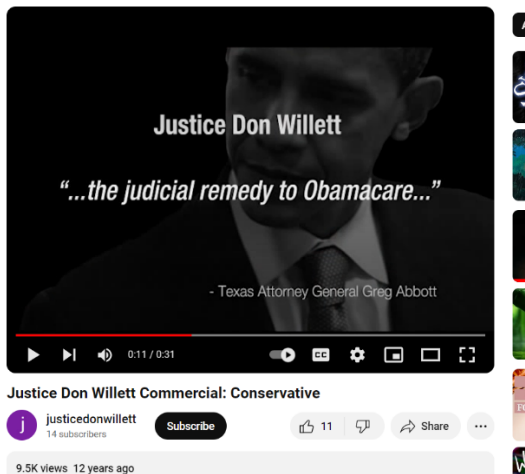 Justice Don Willett
“...the judicial remedy to Obamacare...”
- Texas Attorney General Greg Abbott
0:11 / 0:31
CC
Justice Don Willett Commercial: Conservative
j
justicedonwillett
14 subscribers
Subscribe
11
Share
9.5K views 12 years ago